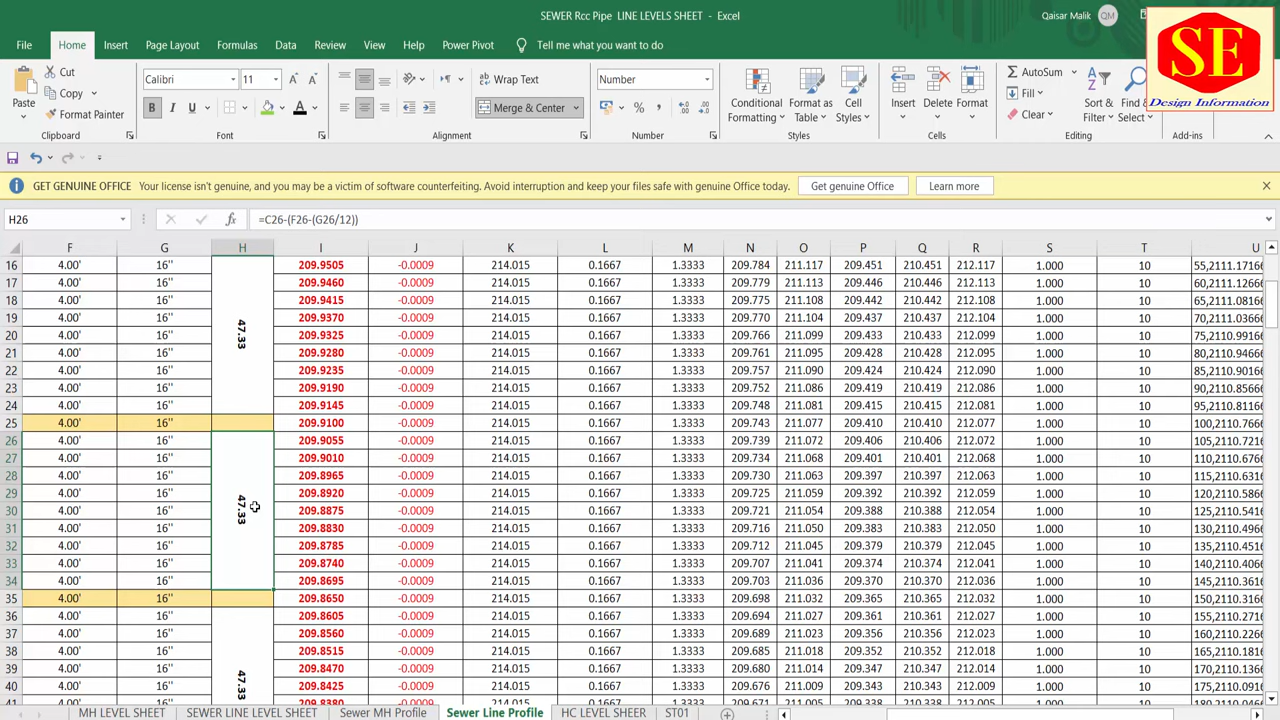 SEWER Rcc Pipe LINE LEVELS SHEET - Excel
Qaisar Malik QM
SE
Design Information
File Home Insert Page Layout Formulas Data Review View Help Power Pivot Tell me what you want to do
Paste Cut Copy Format Painter Clipboard
Calibri 11 B I U A Font
Wrap Text Merge & Center Alignment
Number % , Number
Conditional Formatting Format as Table Cell Styles Styles
Insert Delete Format Cells
AutoSum Fill Clear Sort & Filter Find & Select Editing
Add-ins
GET GENUINE OFFICE Your license isn't genuine, and you may be a victim of software counterfeiting. Avoid interruption and keep your files safe with genuine Office today. Get genuine Office Learn more
H26 fx =C26-(F26-(G26/12))
F G H I J K L M N O P Q R S T U
16 4.00' 16" 209.9505 -0.0009 214.015 0.1667 1.3333 209.784 211.117 209.451 210.451 212.117 1.000 10 55,2111.17166
17 4.00' 16" 209.9460 -0.0009 214.015 0.1667 1.3333 209.779 211.113 209.446 210.446 212.113 1.000 10 60,2111.12666
18 4.00' 16" 209.9415 -0.0009 214.015 0.1667 1.3333 209.775 211.108 209.442 210.442 212.108 1.000 10 65,2111.08166
19 4.00' 16" 209.9370 -0.0009 214.015 0.1667 1.3333 209.770 211.104 209.437 210.437 212.104 1.000 10 70,2111.03666
20 4.00' 16" 47.33 209.9325 -0.0009 214.015 0.1667 1.3333 209.766 211.099 209.433 210.433 212.099 1.000 10 75,2110.99166
21 4.00' 16" 209.9280 -0.0009 214.015 0.1667 1.3333 209.761 211.095 209.428 210.428 212.095 1.000 10 80,2110.94666
22 4.00' 16" 209.9235 -0.0009 214.015 0.1667 1.3333 209.757 211.090 209.424 210.424 212.090 1.000 10 85,2110.90166
23 4.00' 16" 209.9190 -0.0009 214.015 0.1667 1.3333 209.752 211.086 209.419 210.419 212.086 1.000 10 90,2110.85666
24 4.00' 16" 209.9145 -0.0009 214.015 0.1667 1.3333 209.748 211.081 209.415 210.415 212.081 1.000 10 95,2110.81166
25 4.00' 16" 209.9100 -0.0009 214.015 0.1667 1.3333 209.743 211.077 209.410 210.410 212.077 1.000 10 100,2110.7666
26 4.00' 16" 209.9055 -0.0009 214.015 0.1667 1.3333 209.739 211.072 209.406 210.406 212.072 1.000 10 105,2110.7216
27 4.00' 16" 209.9010 -0.0009 214.015 0.1667 1.3333 209.734 211.068 209.401 210.401 212.068 1.000 10 110,2110.6766
28 4.00' 16" 209.8965 -0.0009 214.015 0.1667 1.3333 209.730 211.063 209.397 210.397 212.063 1.000 10 115,2110.6316
29 4.00' 16" 209.8920 -0.0009 214.015 0.1667 1.3333 209.725 211.059 209.392 210.392 212.059 1.000 10 120,2110.5866
30 4.00' 16" 47.33 209.8875 -0.0009 214.015 0.1667 1.3333 209.721 211.054 209.388 210.388 212.054 1.000 10 125,2110.5416
31 4.00' 16" 209.8830 -0.0009 214.015 0.1667 1.3333 209.716 211.050 209.383 210.383 212.050 1.000 10 130,2110.4966
32 4.00' 16" 209.8785 -0.0009 214.015 0.1667 1.3333 209.712 211.045 209.379 210.379 212.045 1.000 10 135,2110.4516
33 4.00' 16" 209.8740 -0.0009 214.015 0.1667 1.3333 209.707 211.041 209.374 210.374 212.041 1.000 10 140,2110.4066
34 4.00' 16" 209.8695 -0.0009 214.015 0.1667 1.3333 209.703 211.036 209.370 210.370 212.036 1.000 10 145,2110.3616
35 4.00' 16" 209.8650 -0.0009 214.015 0.1667 1.3333 209.698 211.032 209.365 210.365 212.032 1.000 10 150,2110.3166
36 4.00' 16" 209.8605 -0.0009 214.015 0.1667 1.3333 209.694 211.027 209.361 210.361 212.027 1.000 10 155,2110.2716
37 4.00' 16" 209.8560 -0.0009 214.015 0.1667 1.3333 209.689 211.023 209.356 210.356 212.023 1.000 10 160,2110.2266
38 4.00' 16" 209.8515 -0.0009 214.015 0.1667 1.3333 209.685 211.018 209.352 210.352 212.018 1.000 10 165,2110.1816
39 4.00' 16" 209.8470 -0.0009 214.015 0.1667 1.3333 209.680 211.014 209.347 210.347 212.014 1.000 10 170,2110.1366
40 4.00' 16" 47.33 209.8425 -0.0009 214.015 0.1667 1.3333 209.676 211.009 209.343 210.343 212.009 1.000 10 175,2110.0916
MH LEVEL SHEET SEWER LINE LEVEL SHEET Sewer MH Profile Sewer Line Profile HC LEVEL SHEER ST01